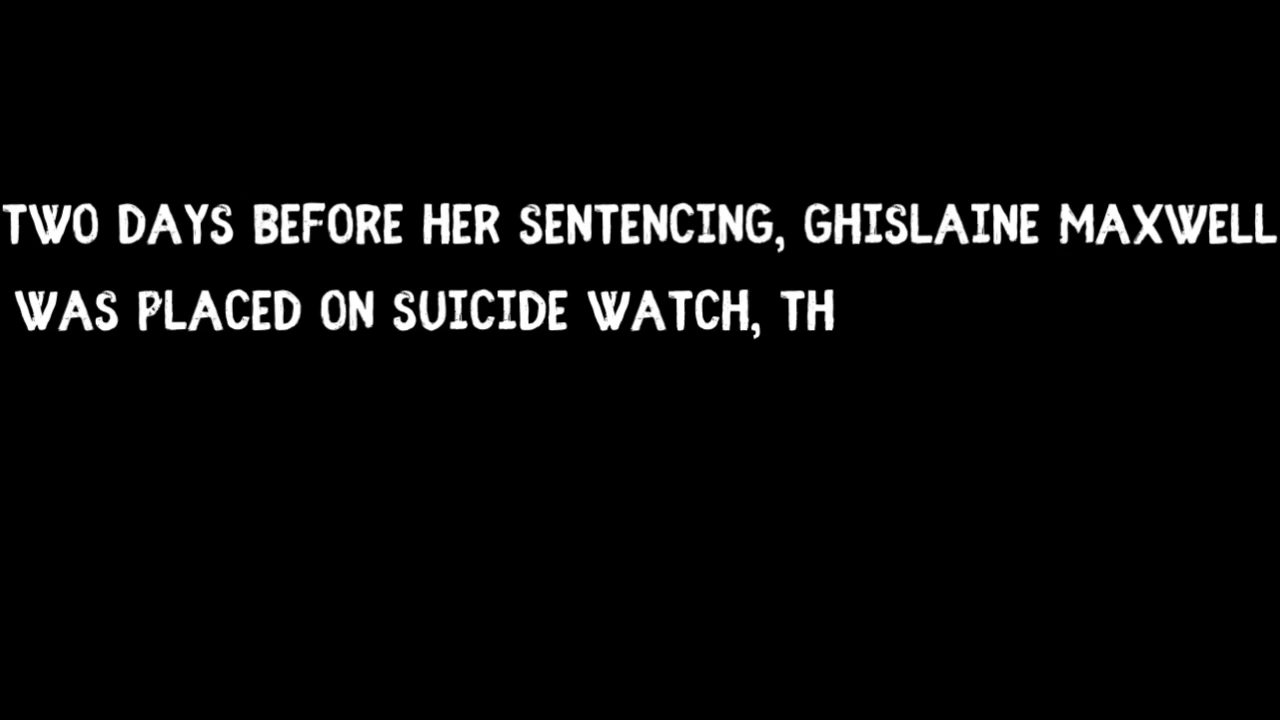 TWO DAYS BEFORE HER SENTENCING, GHISLAINE MAXWELL
WAS PLACED ON SUICIDE WATCH, TH